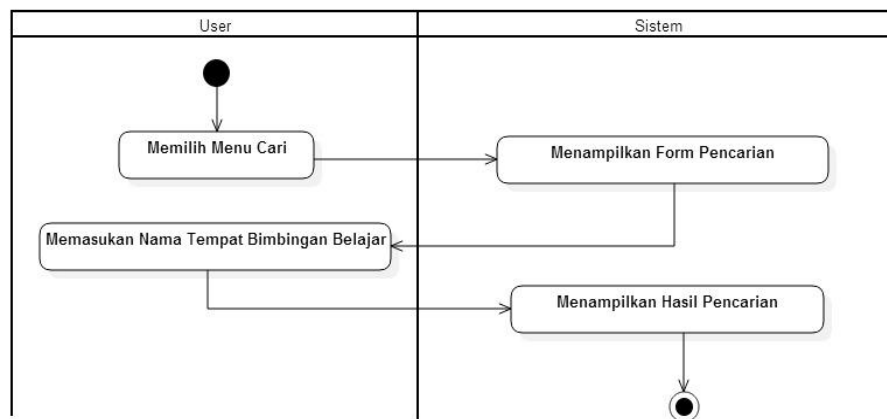 User
Sistem
Memilih Menu Cari
Menampilkan Form Pencarian
Memasukan Nama Tempat Bimbingan Belajar
Menampilkan Hasil Pencarian